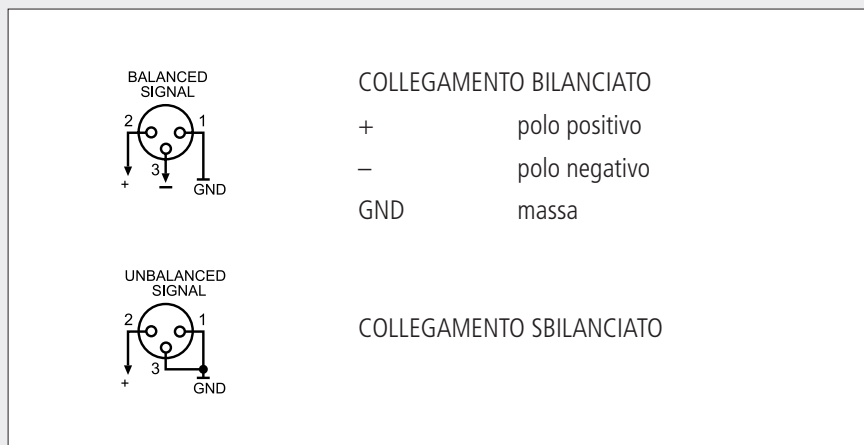 BALANCED
SIGNAL
2 1
3
+ – GND
COLLEGAMENTO BILANCIATO
+ polo positivo
– polo negativo
GND massa
UNBALANCED
SIGNAL
2 1
3
+ GND
COLLEGAMENTO SBILANCIATO